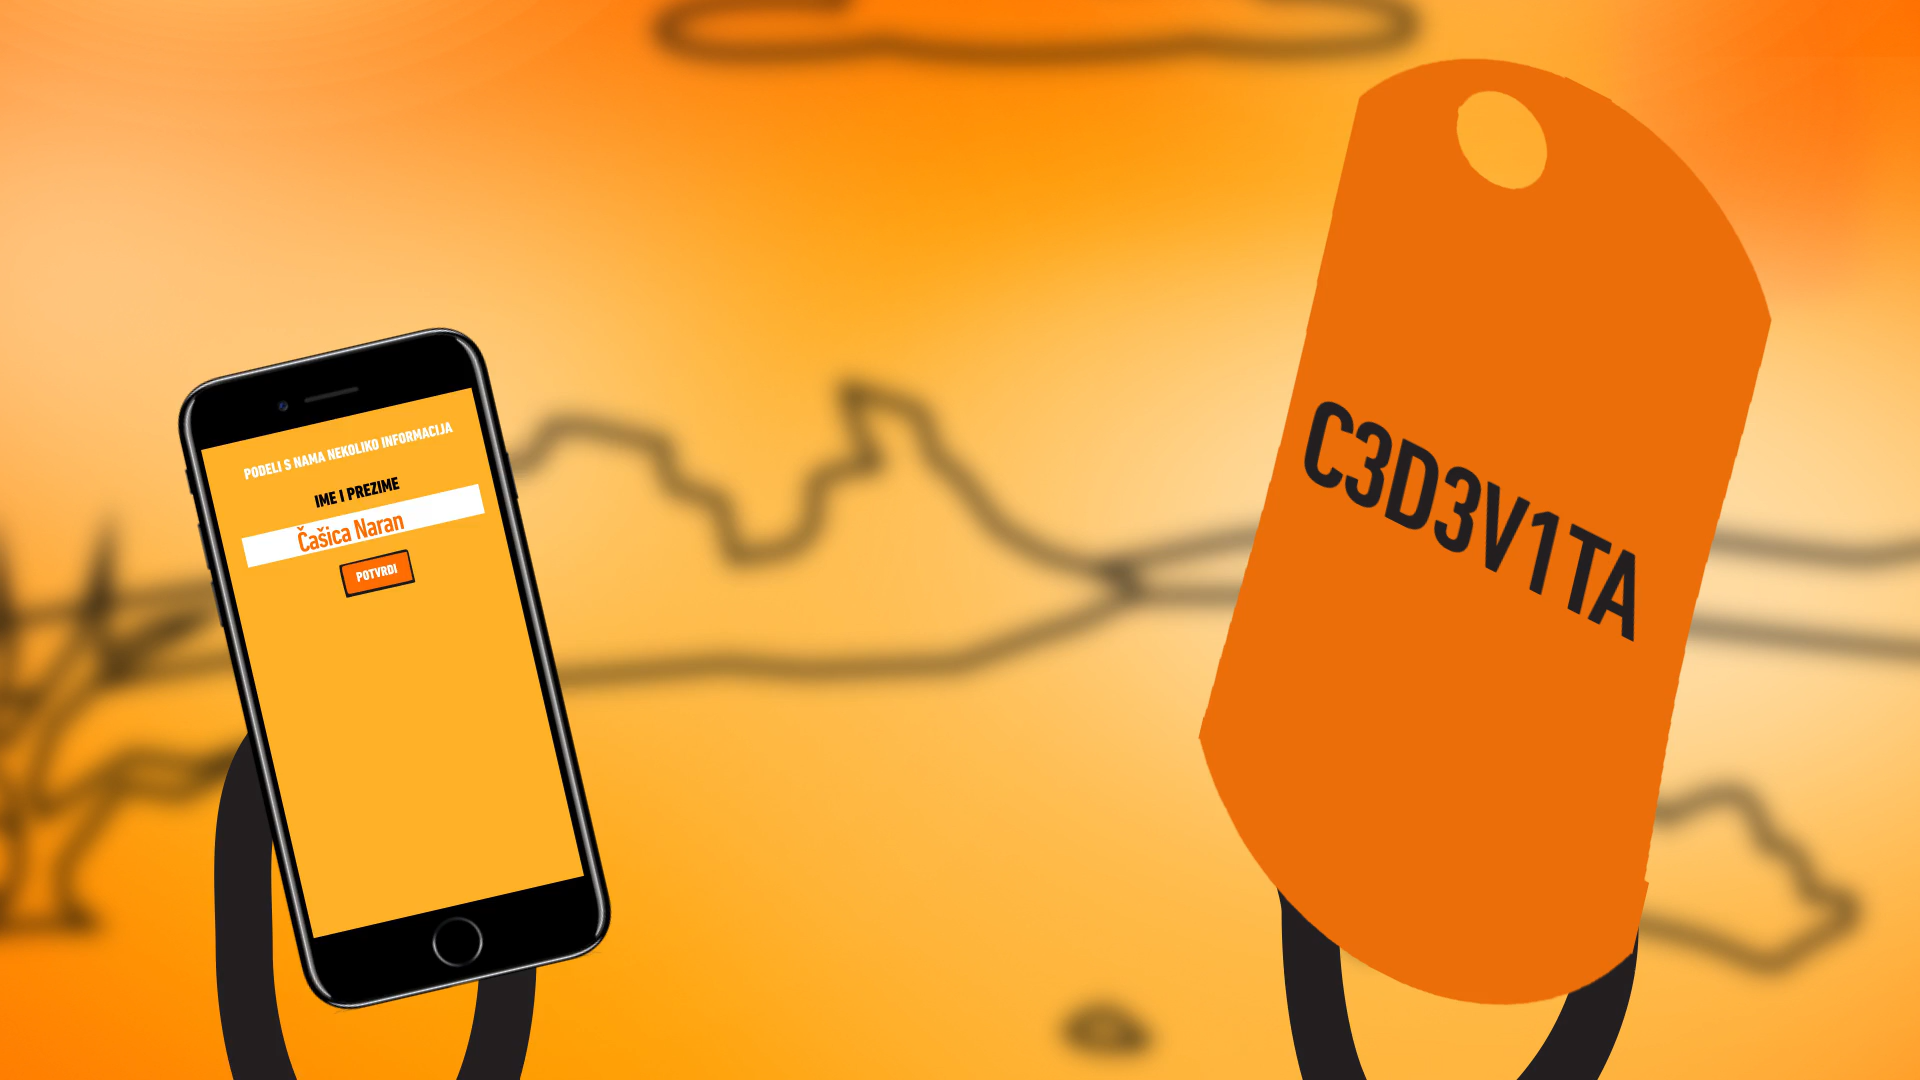 PODELI S NAMA NEKOLIKO INFORMACIJA
IME I PREZIME
Čašica Naran
POTVRDI
C3D3V1TA